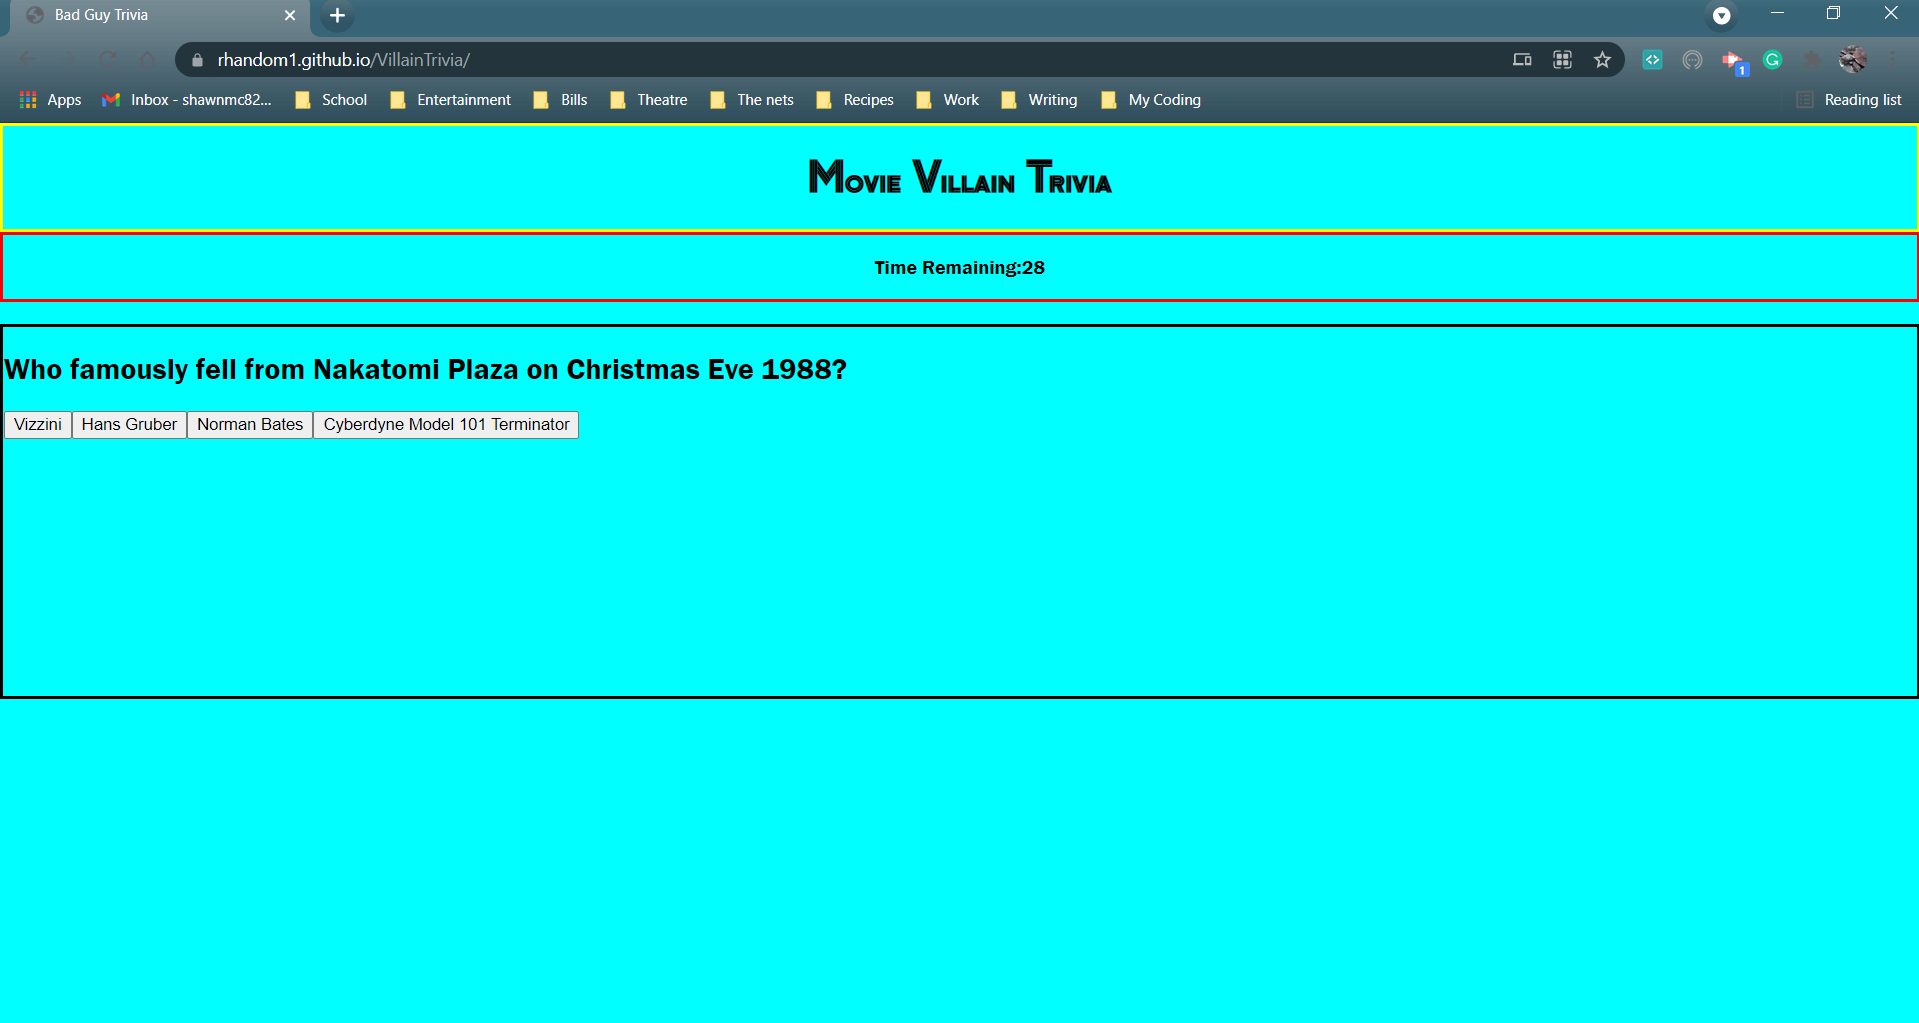 Bad Guy Trivia
rhandom1.github.io/VillainTrivia/
1
G
Apps Inbox - shawnmc82... School Entertainment Bills Theatre The nets Recipes Work Writing My Coding Reading list
Movie Villain Trivia
Time Remaining:28
Who famously fell from Nakatomi Plaza on Christmas Eve 1988?
Vizzini Hans Gruber Norman Bates Cyberdyne Model 101 Terminator